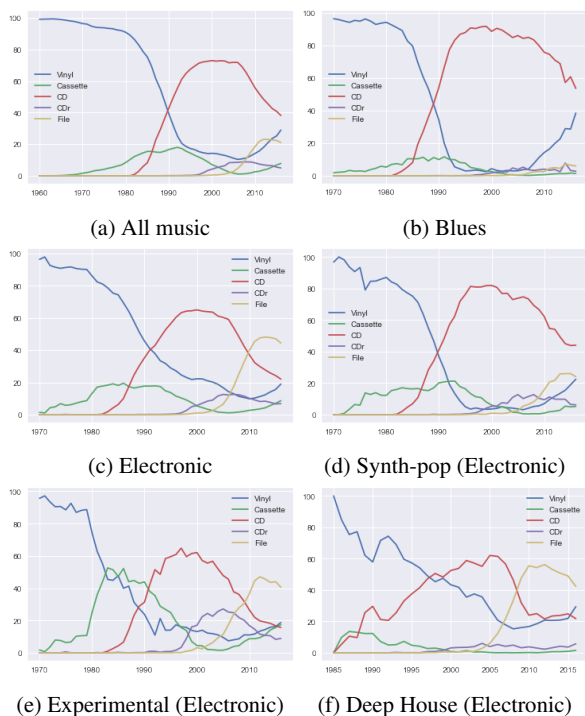 100
80
60
40
20
0
Vinyl
Cassette
CD
CDr
File
1960 1970 1980 1990 2000 2010
(a) All music
100
80
60
40
20
0
Vinyl
Cassette
CD
CDr
File
1970 1980 1990 2000 2010
(b) Blues
100
80
60
40
20
0
Vinyl
Cassette
CD
CDr
File
1970 1980 1990 2000 2010
(c) Electronic
100
80
60
40
20
0
Vinyl
Cassette
CD
CDr
File
1970 1980 1990 2000 2010
(d) Synth-pop (Electronic)
100
80
60
40
20
0
Vinyl
Cassette
CD
CDr
File
1970 1980 1990 2000 2010
(e) Experimental (Electronic)
100
80
60
40
20
0
Vinyl
Cassette
CD
CDr
File
1985 1990 1995 2000 2005 2010 2015
(f) Deep House (Electronic)